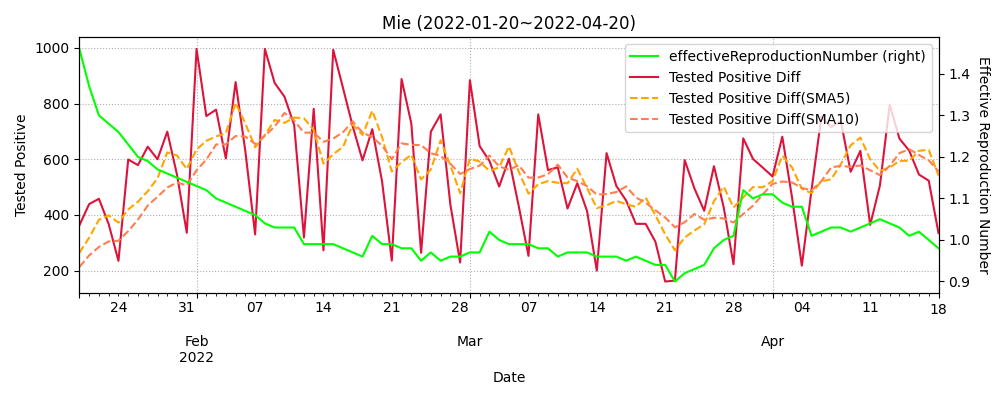 Mie (2022-01-20~2022-04-20)
effectiveReproductionNumber (right)
Tested Positive Diff
Tested Positive Diff(SMA5)
Tested Positive Diff(SMA10)
Tested Positive
1000
800
600
400
200
Effective Reproduction Number
1.4
1.3
1.2
1.1
1.0
0.9
24 31 07 14 21 28 07 14 21 28 04 11 18
Feb Mar Apr
2022
Date